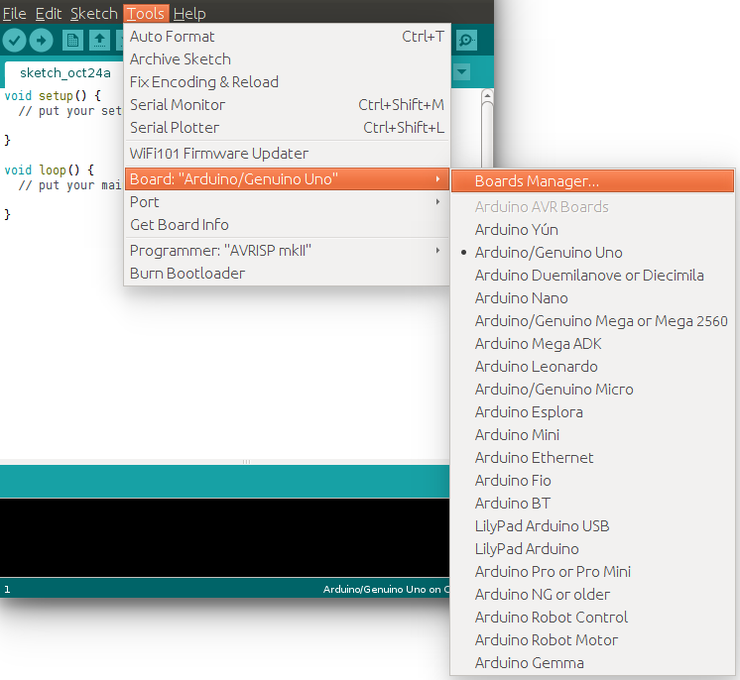 File Edit Sketch Tools Help
sketch_oct24a
void setup() {
// put your set
}
void loop() {
// put your mai
}
Auto Format Ctrl+T
Archive Sketch
Fix Encoding & Reload
Serial Monitor Ctrl+Shift+M
Serial Plotter Ctrl+Shift+L
WiFi101 Firmware Updater
Board: "Arduino/Genuino Uno"
Port
Get Board Info
Programmer: "AVRISP mkII"
Burn Bootloader
Boards Manager...
Arduino AVR Boards
Arduino Yún
Arduino/Genuino Uno
Arduino Duemilanove or Diecimila
Arduino Nano
Arduino/Genuino Mega or Mega 2560
Arduino Mega ADK
Arduino Leonardo
Arduino/Genuino Micro
Arduino Esplora
Arduino Mini
Arduino Ethernet
Arduino Fio
Arduino BT
LilyPad Arduino USB
LilyPad Arduino
Arduino Pro or Pro Mini
Arduino NG or older
Arduino Robot Control
Arduino Robot Motor
Arduino Gemma
1 Arduino/Genuino Uno on